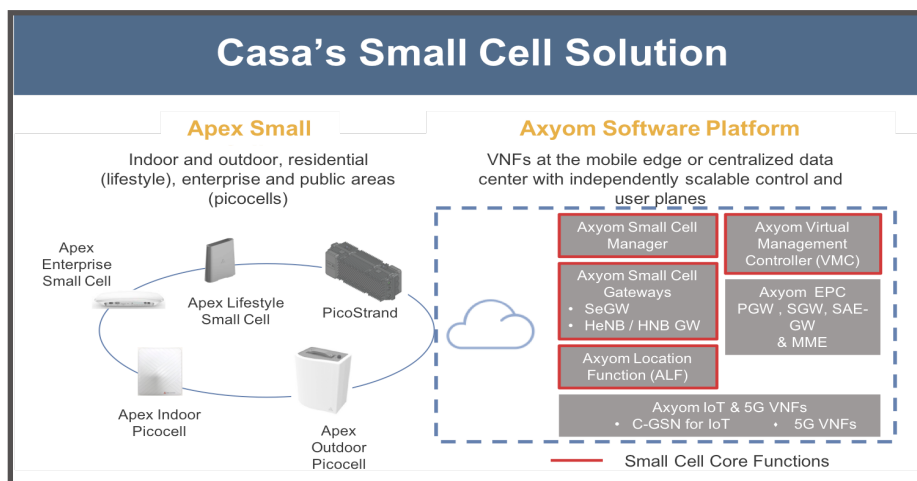 Casa's Small Cell Solution
Apex Small
Indoor and outdoor, residential
(lifestyle), enterprise and public areas
(picocells)
Apex
Enterprise
Small Cell
Apex Lifestyle
Small Cell
PicoStrand
Apex Indoor
Picocell
Apex
Outdoor
Picocell
Axyom Software Platform
VNFs at the mobile edge or centralized data
center with independently scalable control and
user planes
Axyom Small Cell
Manager
Axyom Virtual
Management
Controller (VMC)
Axyom Small Cell
Gateways
• SeGW
• HeNB / HNB GW
Axyom EPC
PGW , SGW, SAE-
GW
& MME
Axyom Location
Function (ALF)
Axyom IoT & 5G VNFs
• C-GSN for IoT • 5G VNFs
Small Cell Core Functions